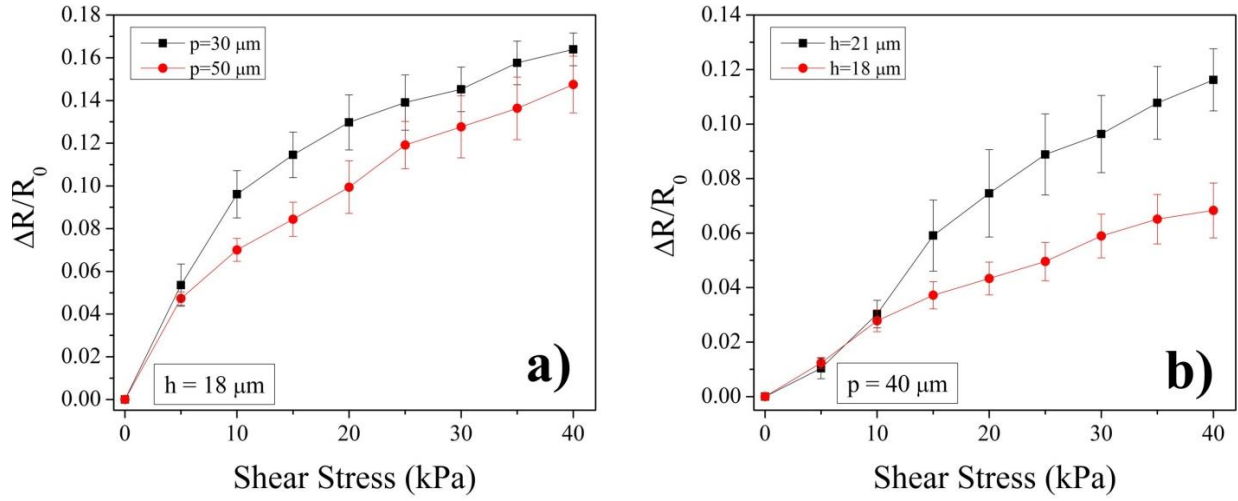 p=30 μm
p=50 μm
0.18
0.16
0.14
0.12
0.10
0.08
0.06
0.04
0.02
0.00
ΔR/R₀
h = 18 μm
a)
0 10 20 30 40
Shear Stress (kPa)
h=21 μm
h=18 μm
0.14
0.12
0.10
0.08
0.06
0.04
0.02
0.00
ΔR/R₀
p = 40 μm
b)
0 10 20 30 40
Shear Stress (kPa)